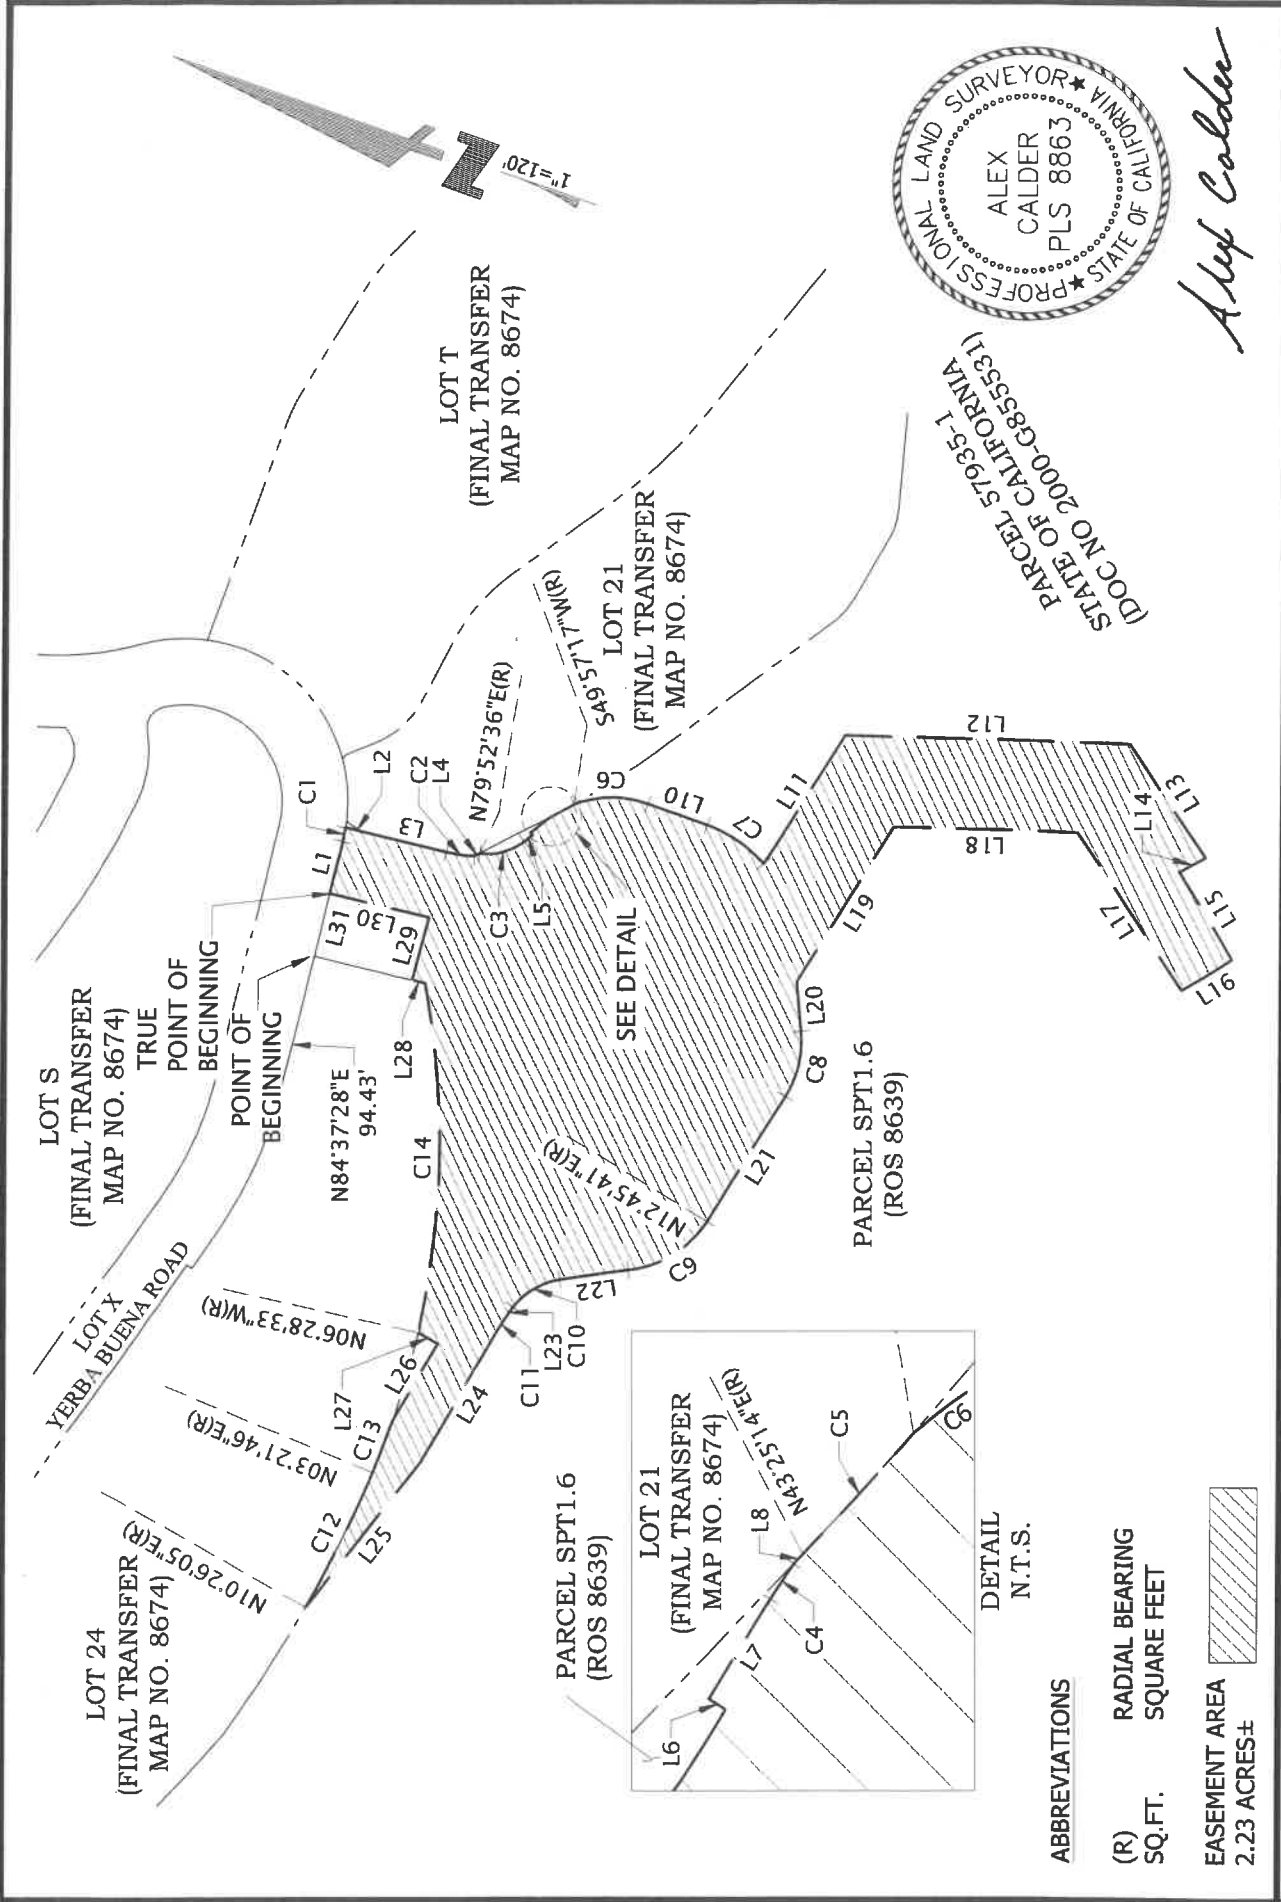 LOT S
(FINAL TRANSFER
MAP NO. 8674)
TRUE
POINT OF
BEGINNING
POINT OF
BEGINNING
N84°37'28"E
94.43'
LOT X
YERBA BUENA ROAD
LOT 24
(FINAL TRANSFER
MAP NO. 8674)
N10°26'05"E(R)
N03°21'46"E(R)
N06°28'33"W(R)
C12
C13
L25
L24
L26
L27
C14
L28
L29
L30
L31
L1
C1
L2
L3
C2
L4
N79°52'36"E(R)
S49°57'17"W(R)
C3
L5
SEE DETAIL
C6
L10
C7
L11
L12
L13
L14
L15
L16
L17
L18
L19
L20
C8
L21
N12°45'41"E(R)
C9
L22
C10
L23
C11
LOT T
(FINAL TRANSFER
MAP NO. 8674)
LOT 21
(FINAL TRANSFER
MAP NO. 8674)
1"=120'
PARCEL 57935-1
STATE OF CALIFORNIA
(DOC NO 2000-G855531)
PARCEL SPT1.6
(ROS 8639)
PARCEL SPT1.6
(ROS 8639)
LOT 21
(FINAL TRANSFER
MAP NO. 8674)
N43°25'14"E(R)
L6
L7
C4
L8
C5
C6
DETAIL
N.T.S.
ABBREVIATIONS
(R) RADIAL BEARING
SQ.FT. SQUARE FEET
EASEMENT AREA
2.23 ACRES±
PROFESSIONAL LAND SURVEYOR
ALEX
CALDER
PLS 8863
STATE OF CALIFORNIA
Alex Calder